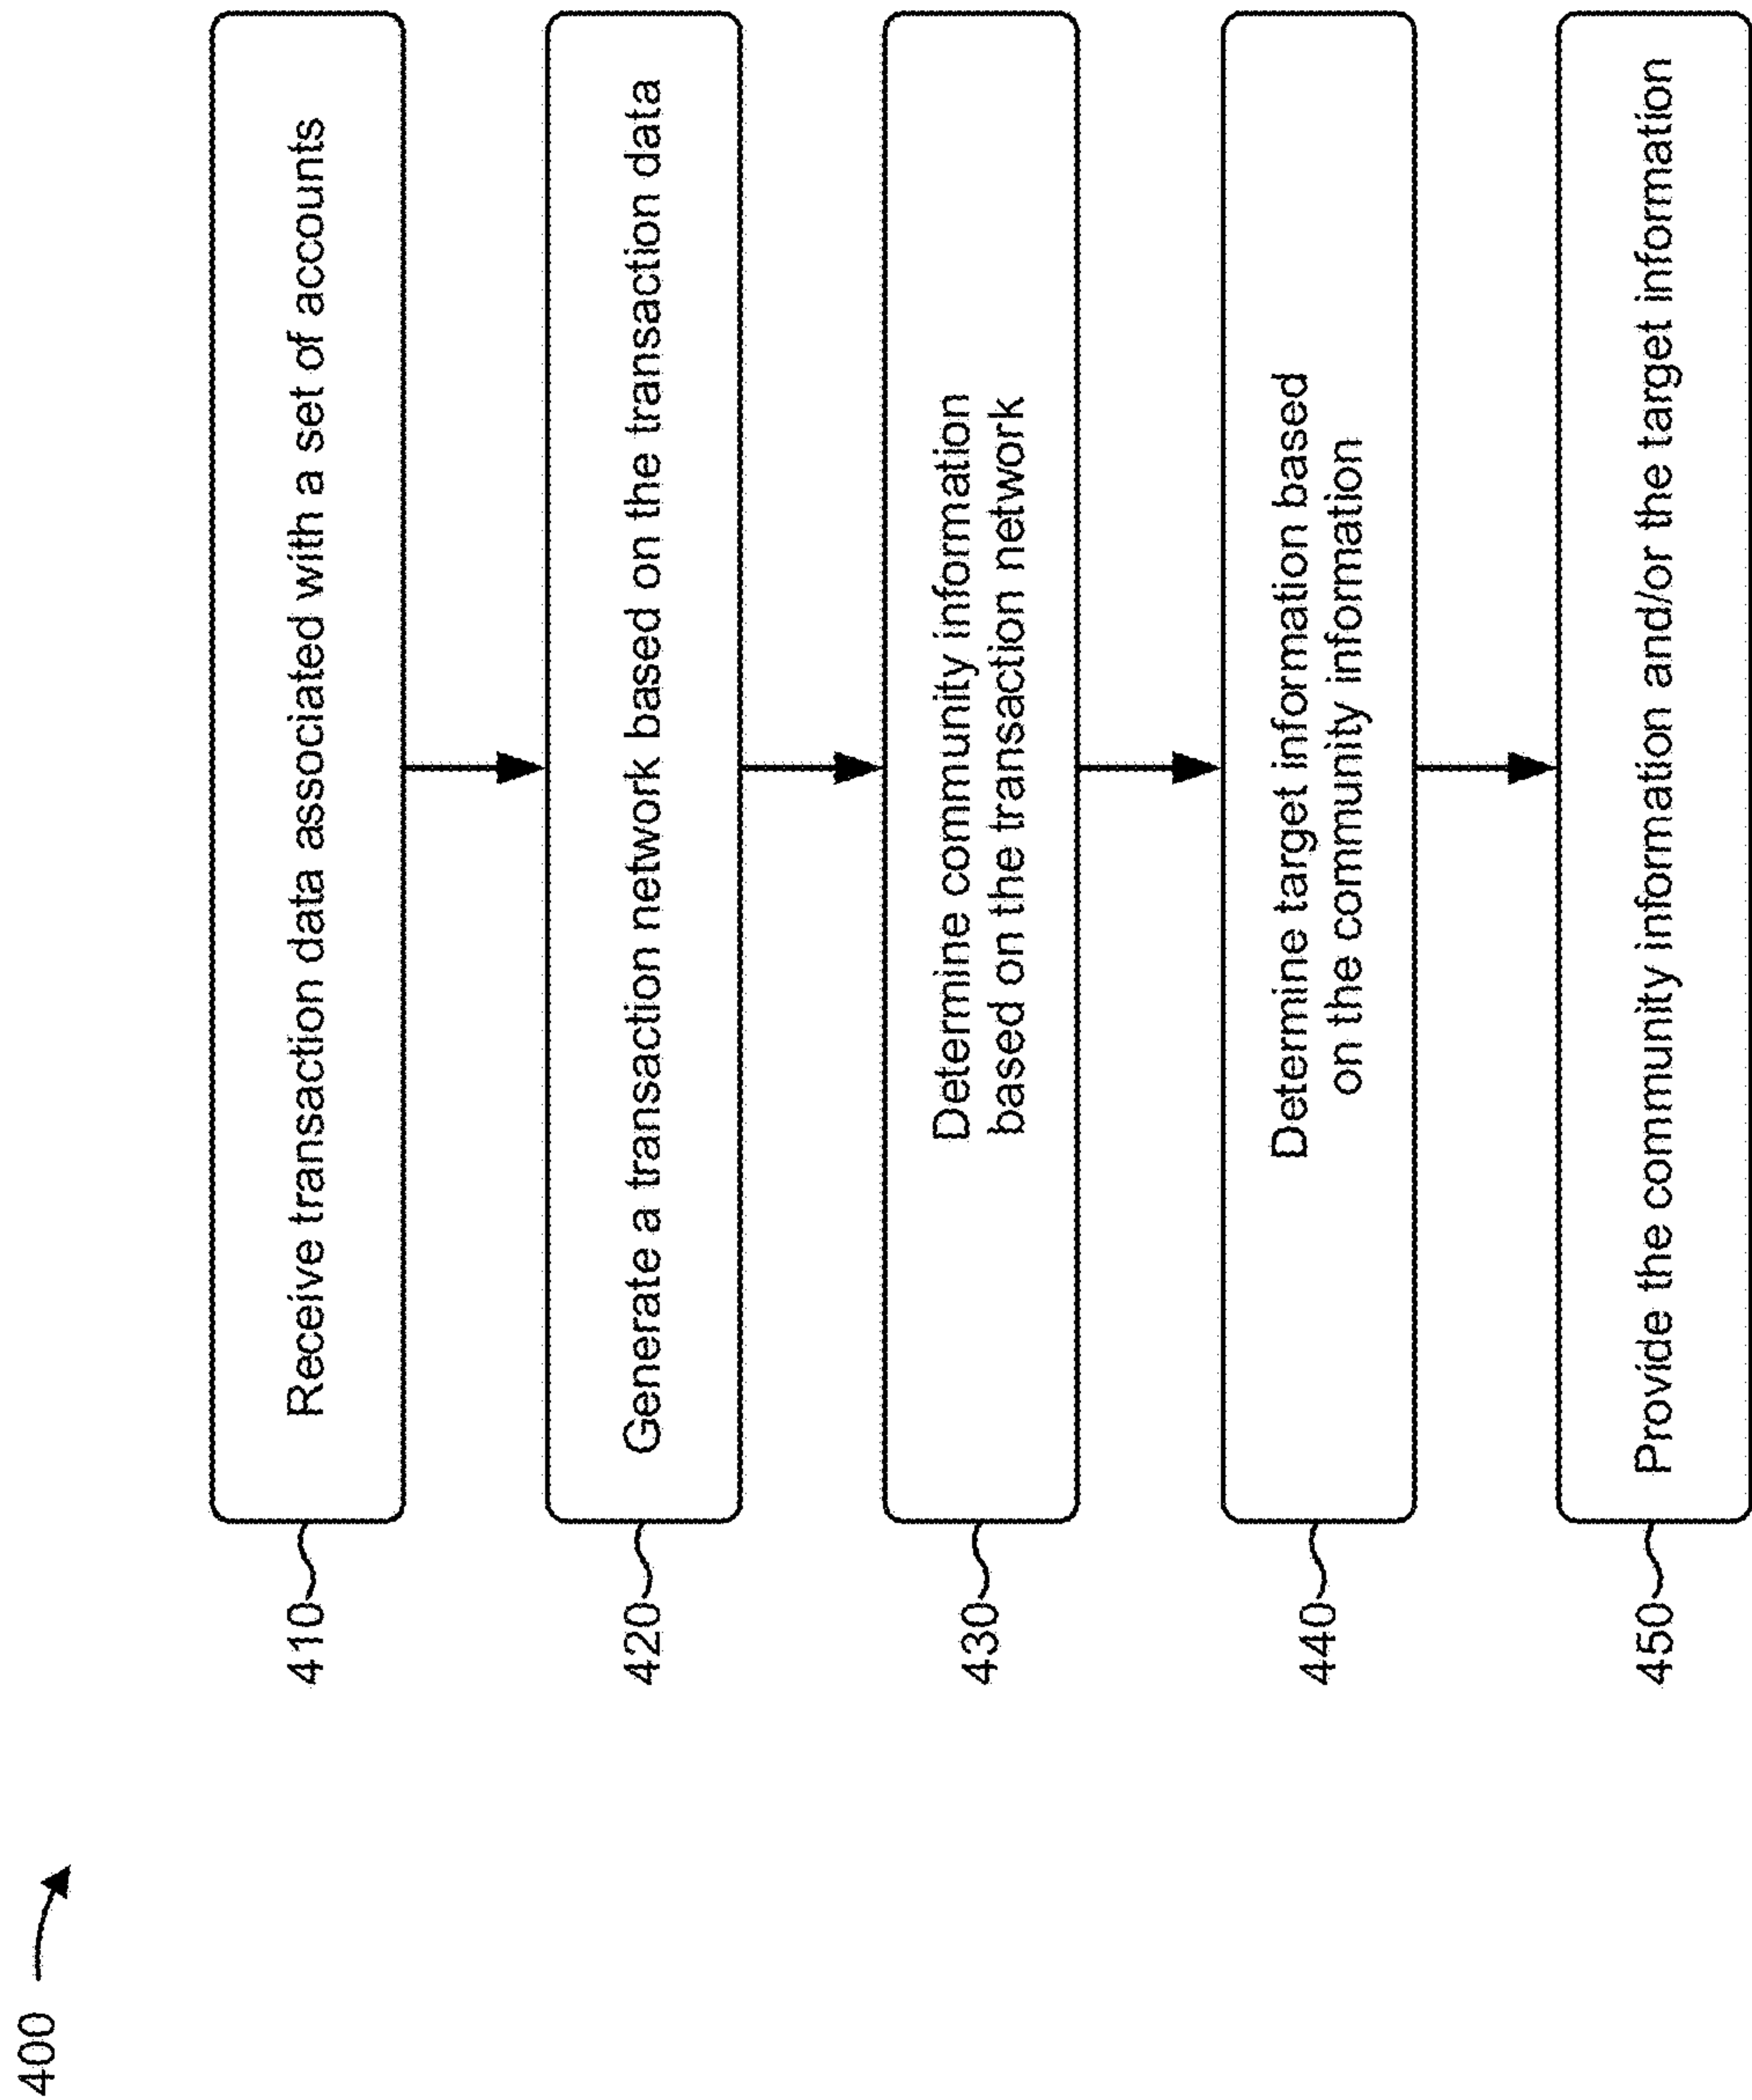 400
410
Receive transaction data associated with a set of accounts
420
Generate a transaction network based on the transaction data
430
Determine community information
based on the transaction network
440
Determine target information based
on the community information
450
Provide the community information and/or the target information